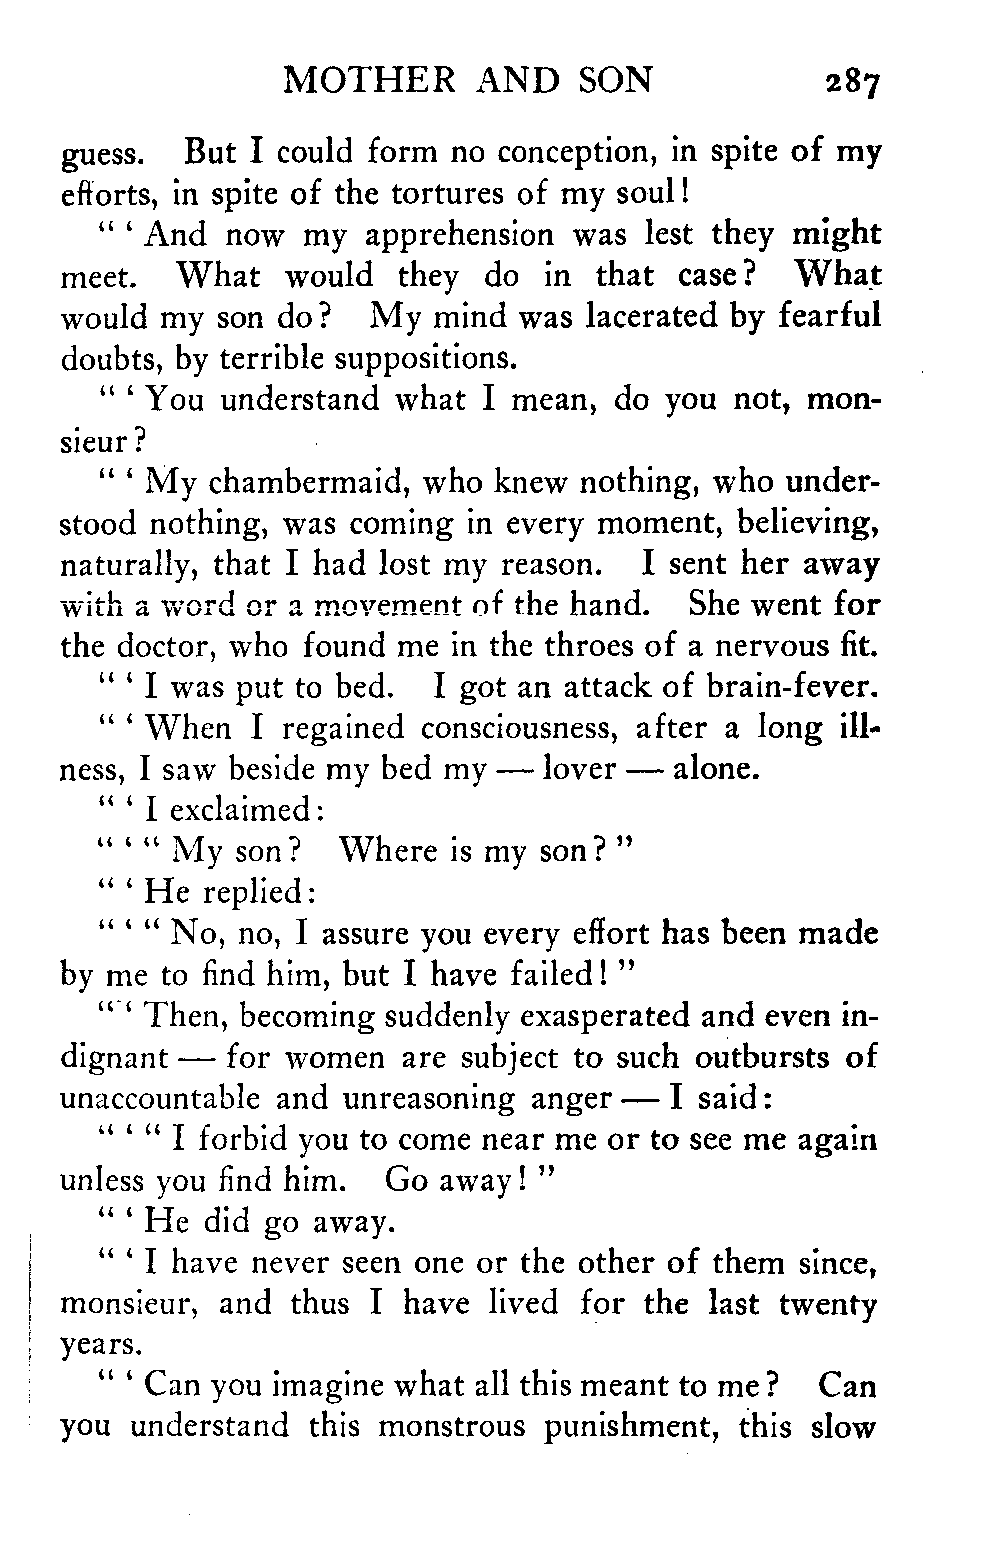 MOTHER AND SON 287
guess. But I could form no conception, in spite of my
efforts, in spite of the tortures of my soul!
" ' And now my apprehension was lest they might
meet. What would they do in that case? What
would my son do? My mind was lacerated by fearful
doubts, by terrible suppositions.
" ' You understand what I mean, do you not, mon-
sieur?
" ' My chambermaid, who knew nothing, who under-
stood nothing, was coming in every moment, believing,
naturally, that I had lost my reason. I sent her away
with a word or a movement of the hand. She went for
the doctor, who found me in the throes of a nervous fit.
" ' I was put to bed. I got an attack of brain-fever.
" ' When I regained consciousness, after a long ill-
ness, I saw beside my bed my — lover — alone.
" ' I exclaimed:
" ' " My son? Where is my son? "
" ' He replied:
" ' " No, no, I assure you every effort has been made
by me to find him, but I have failed! "
" ' Then, becoming suddenly exasperated and even in-
dignant — for women are subject to such outbursts of
unaccountable and unreasoning anger — I said:
" ' " I forbid you to come near me or to see me again
unless you find him. Go away! "
" ' He did go away.
" ' I have never seen one or the other of them since,
monsieur, and thus I have lived for the last twenty
years.
" ' Can you imagine what all this meant to me? Can
you understand this monstrous punishment, this slow